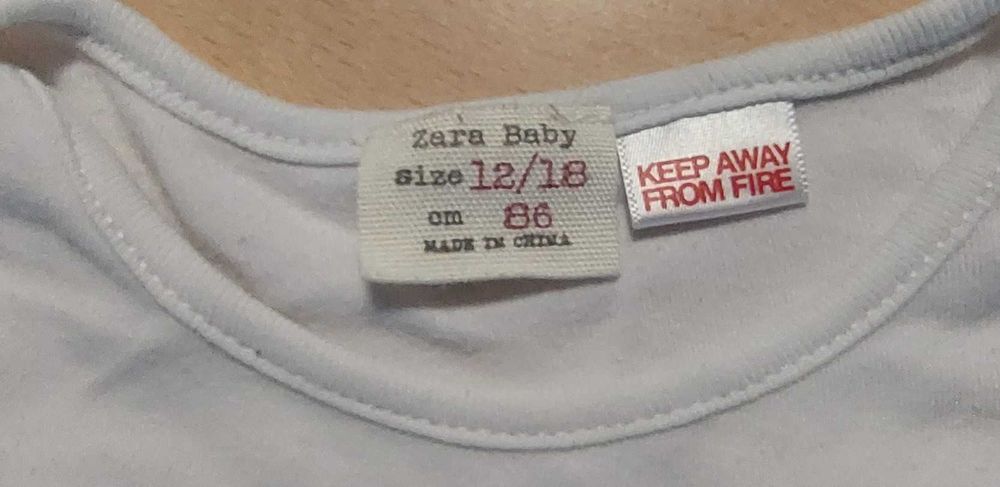 Zara Baby
size 12/18
cm 86
MADE IN CHINA
KEEP AWAY
FROM FIRE